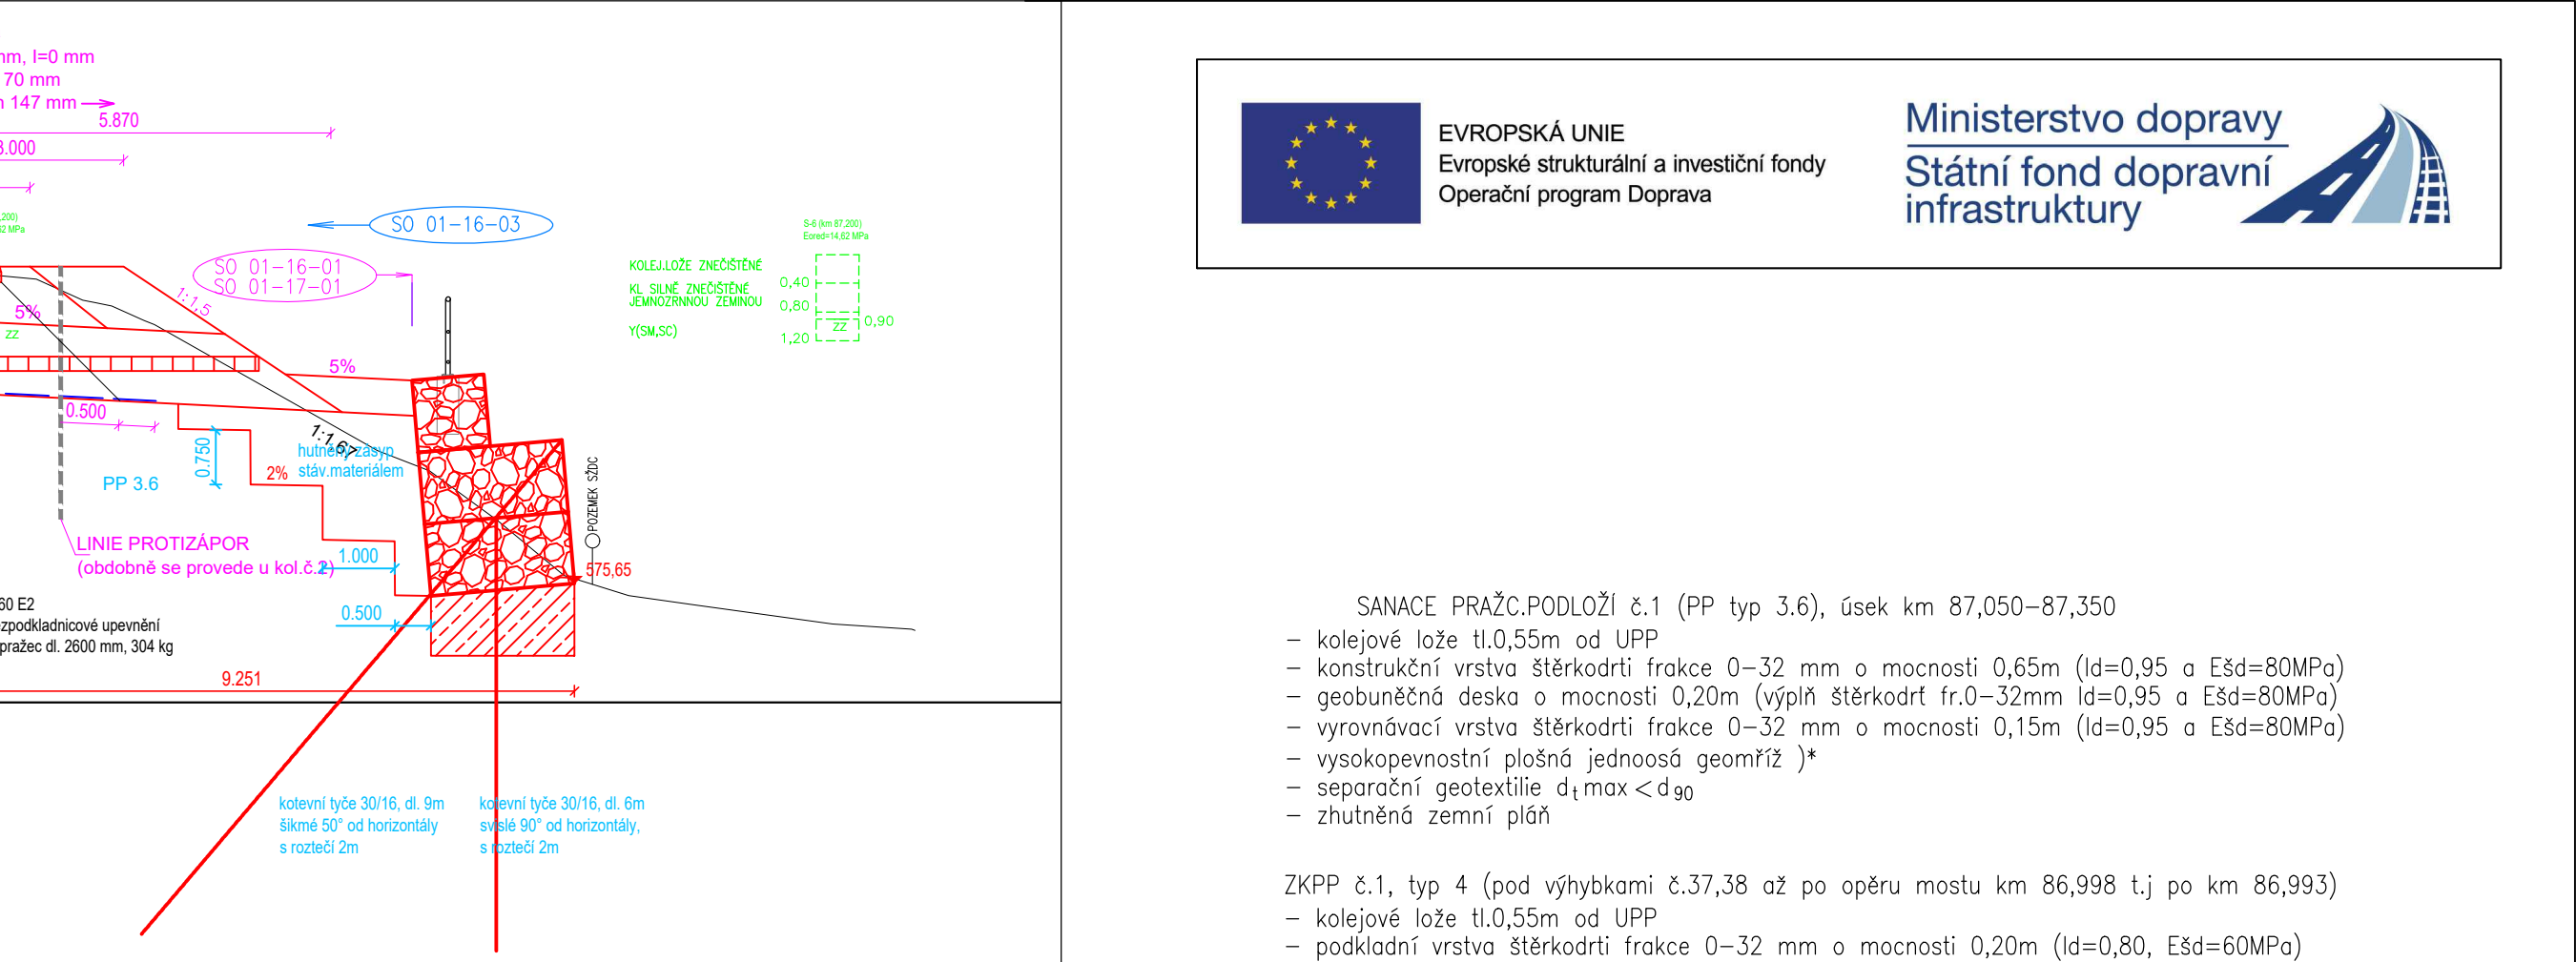 mm, I=0 mm
70 mm
147 mm
5.870
3.000
,200)
MPa
SO 01-16-03
SO 01-16-01
SO 01-17-01
1:1,5
5%
ZZ
5%
0.500
0.750
1:1.67
hutněný zásyp
stáv.materiálem
2%
PP 3.6
LINIE PROTIZÁPOR
(obdobně se provede u kol.č.2)
1.000
0.500
575,65
POZEMEK SŽDC
60 E2
ezpodkladnicové upevnění
pražec dl. 2600 mm, 304 kg
9.251
kotevní tyče 30/16, dl. 9m
šikmé 50° od horizontály
s roztečí 2m
kotevní tyče 30/16, dl. 6m
svislé 90° od horizontály,
s roztečí 2m
S-6 (km 87,200)
Eored=14.62 MPa
KOLEJ.LOŽE ZNEČIŠTĚNÉ
0,40
KL SILNĚ ZNEČIŠTĚNÉ
JEMNOZRNNOU ZEMINOU
0,80
ZZ
0,90
Y(SM,SC)
1,20
EVROPSKÁ UNIE
Evropské strukturální a investiční fondy
Operační program Doprava
Ministerstvo dopravy
Státní fond dopravní
infrastruktury
SANACE PRAŽC.PODLOŽÍ č.1 (PP typ 3.6), úsek km 87,050-87,350
- kolejové lože tl.0,55m od UPP
- konstrukční vrstva štěrkodrti frakce 0-32 mm o mocnosti 0,65m (Id=0,95 a Ešd=80MPa)
- geobuněčná deska o mocnosti 0,20m (výplň štěrkodrť fr.0-32mm Id=0,95 a Ešd=80MPa)
- vyrovnávací vrstva štěrkodrti frakce 0-32 mm o mocnosti 0,15m (Id=0,95 a Ešd=80MPa)
- vysokopevnostní plošná jednoosá geomříž )*
- separační geotextilie dt max < d90
- zhutněná zemní pláň
ZKPP č.1, typ 4 (pod výhybkami č.37,38 až po opěru mostu km 86,998 t.j po km 86,993)
- kolejové lože tl.0,55m od UPP
- podkladní vrstva štěrkodrti frakce 0-32 mm o mocnosti 0,20m (Id=0,80, Ešd=60MPa)